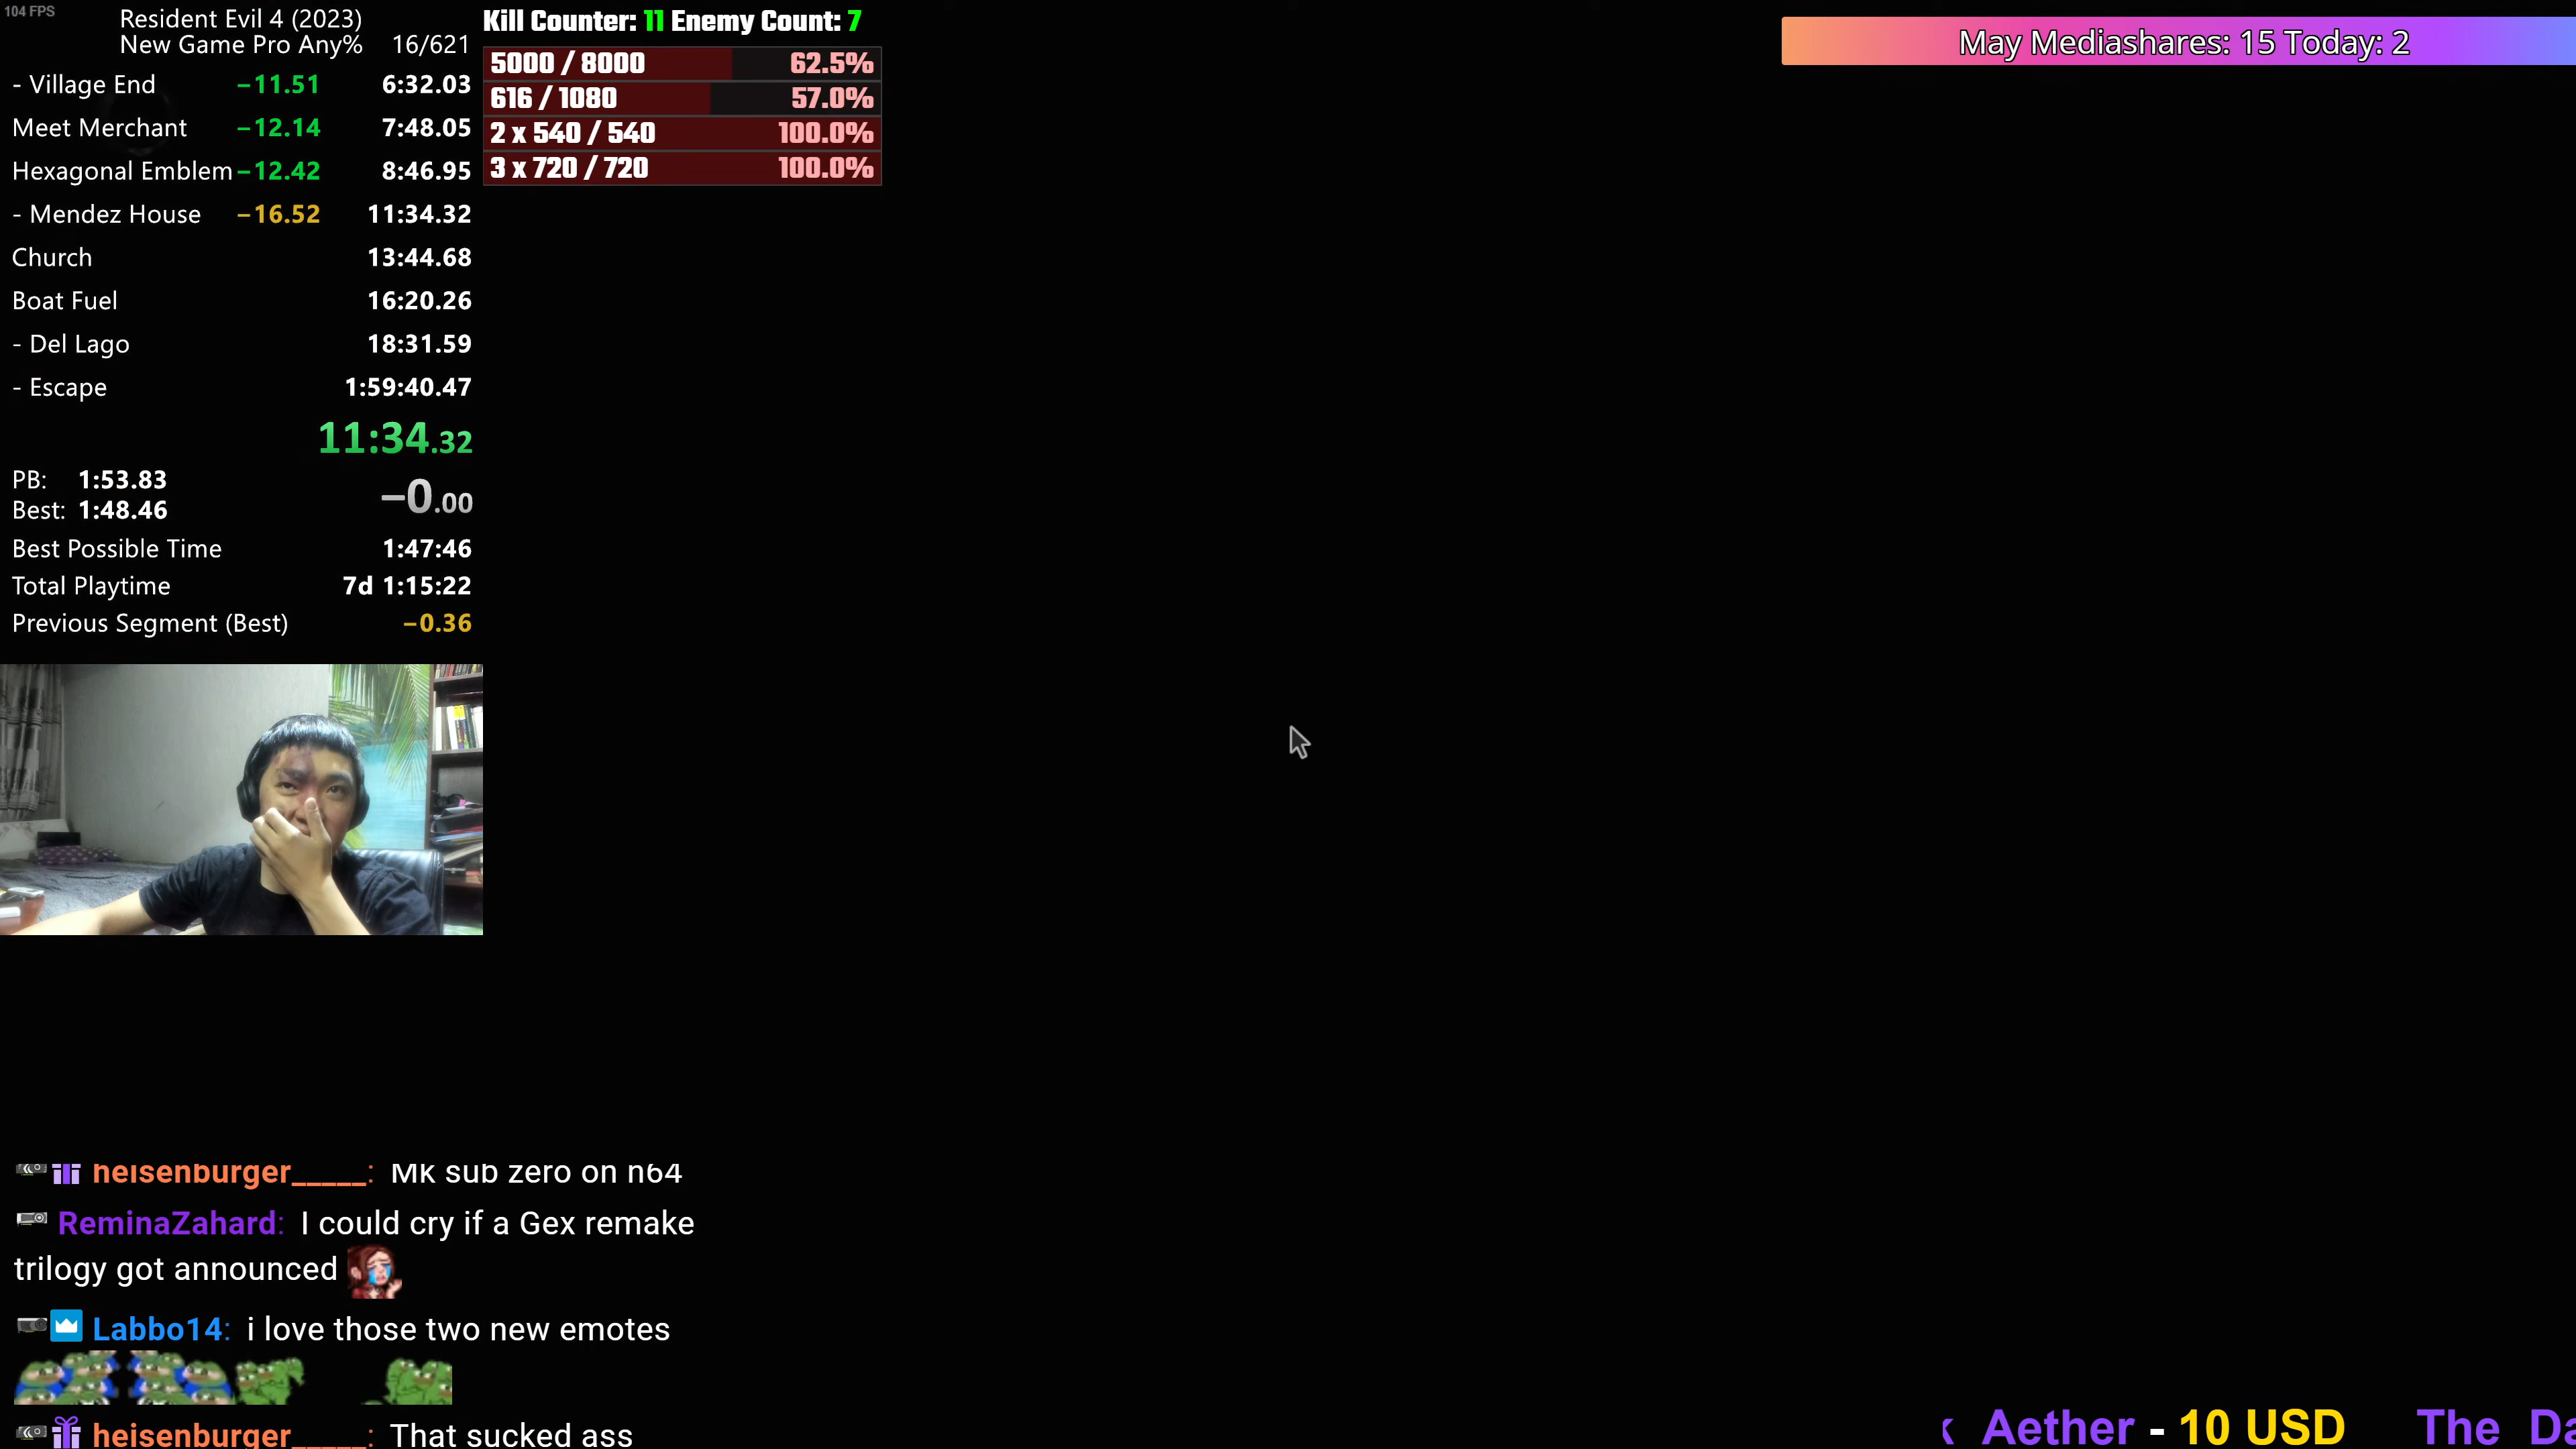 104 FPS
Resident Evil 4 (2023)
New Game Pro Any% 16/621
- Village End −11.51 6:32.03
Meet Merchant −12.14 7:48.05
Hexagonal Emblem −12.42 8:46.95
- Mendez House −16.52 11:34.32
Church 13:44.68
Boat Fuel 16:20.26
- Del Lago 18:31.59
- Escape 1:59:40.47
11:34.32
PB: 1:53.83
−0.00
Best: 1:48.46
Best Possible Time 1:47:46
Total Playtime 7d 1:15:22
Previous Segment (Best) −0.36
Kill Counter: 11 Enemy Count: 7
5000 / 8000 62.5%
616 / 1080 57.0%
2 x 540 / 540 100.0%
3 x 720 / 720 100.0%
May Mediashares: 15 Today: 2
heisenburger_____: Mk sub zero on n64
ReminaZahard: I could cry if a Gex remake
trilogy got announced
Labbo14: i love those two new emotes
heisenburger_____: That sucked ass
Aether - 10 USD The